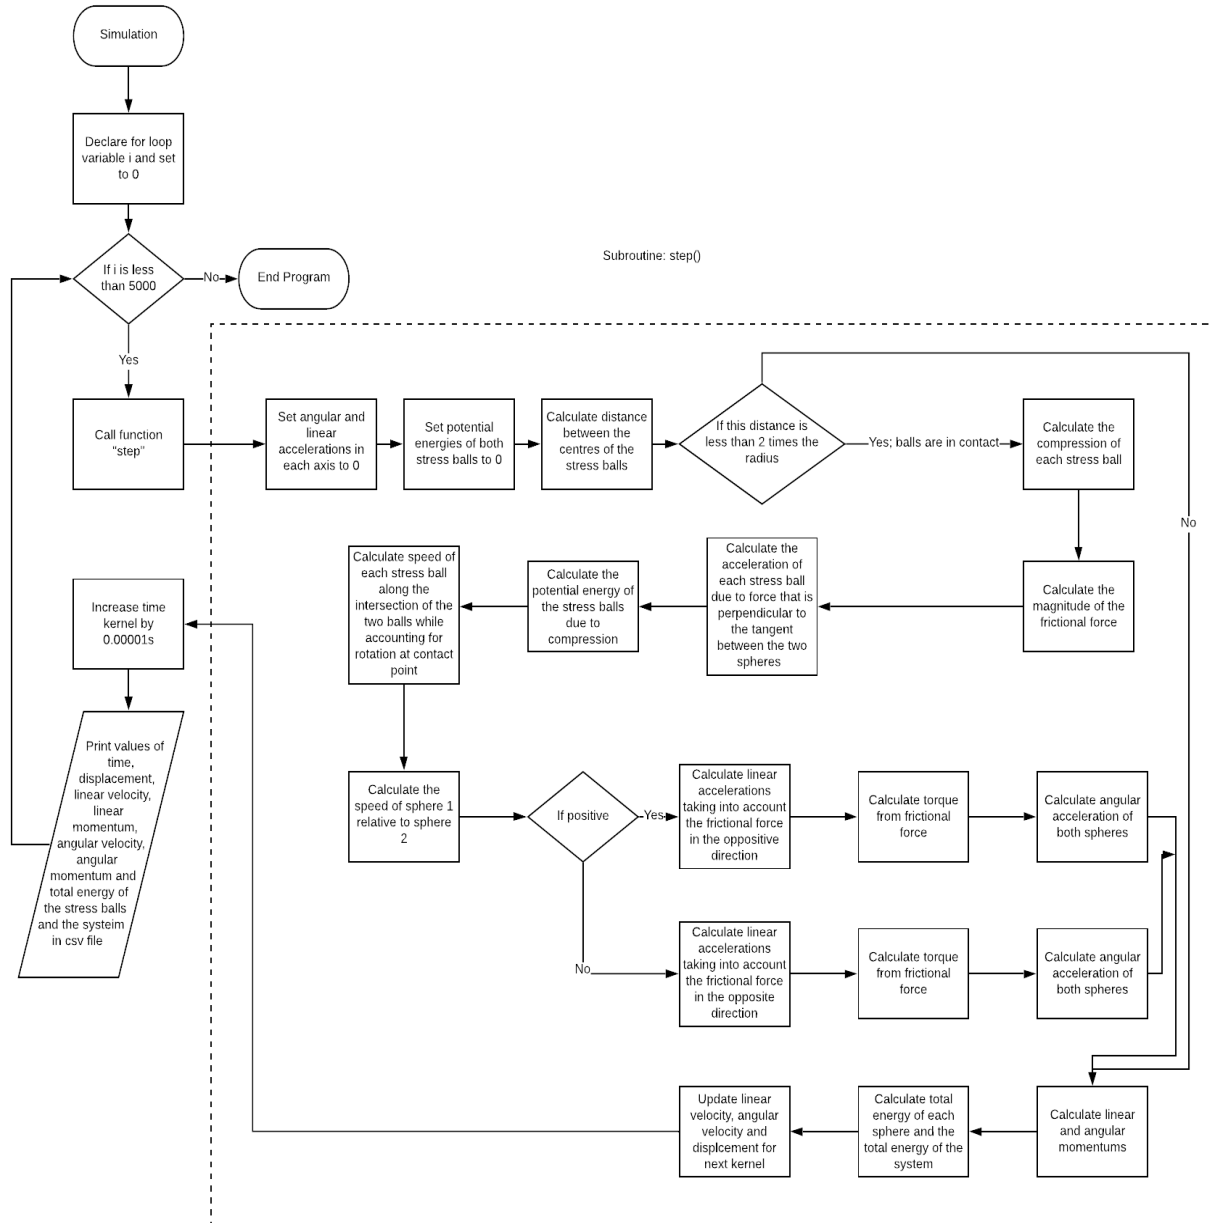 Simulation
Declare for loop
variable i and set
to 0
If i is less
than 5000
No
End Program
Yes
Subroutine: step()
Call function
"step"
Set angular and
linear
accelerations in
each axis to 0
Set potential
energies of both
stress balls to 0
Calculate distance
between the
centres of the
stress balls
If this distance is
less than 2 times the
radius
Yes; balls are in contact
Calculate the
compression of
each stress ball
No
Calculate the
magnitude of the
frictional force
Calculate the
acceleration of
each stress ball
due to force that is
perpendicular to
the tangent
between the two
spheres
Calculate the
potential energy of
the stress balls
due to
compression
Calculate speed of
each stress ball
along the
intersection of the
two balls while
accounting for
rotation at contact
point
Increase time
kernel by
0.00001s
Print values of
time,
displacement,
linear velocity,
linear
momentum,
angular velocity,
angular
momentum and
total energy of
the stress balls
and the systeim
in csv file
Calculate the
speed of sphere 1
relative to sphere
2
If positive
Yes
Calculate linear
accelerations
taking into account
the frictional force
in the oppositive
direction
Calculate torque
from frictional
force
Calculate angular
acceleration of
both spheres
No
Calculate linear
accelerations
taking into account
the frictional force
in the opposite
direction
Calculate torque
from frictional
force
Calculate angular
acceleration of
both spheres
Update linear
velocity, angular
velocity and
displcement for
next kernel
Calculate total
energy of each
sphere and the
total energy of the
system
Calculate linear
and angular
momentums